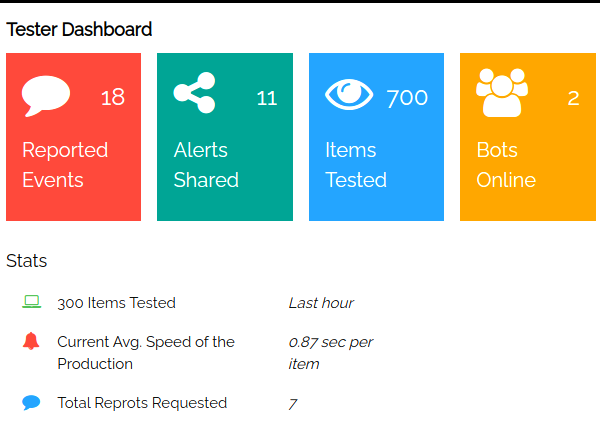 Tester Dashboard
18
Reported
Events
11
Alerts
Shared
700
Items
Tested
2
Bots
Online
Stats
300 Items Tested
Last hour
Current Avg. Speed of the
Production
0.87 sec per
item
Total Reprots Requested
7